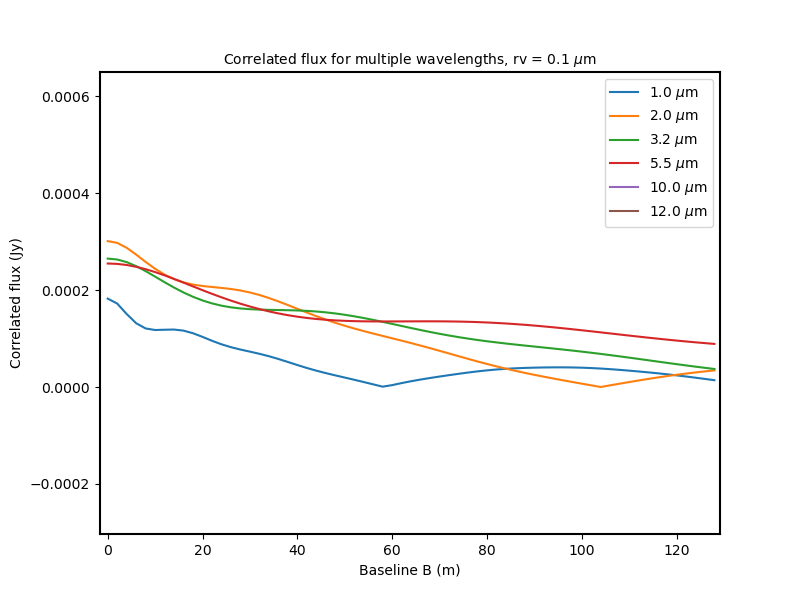 Correlated flux for multiple wavelengths, rv = 0.1 μm
0.0006
0.0004
0.0002
0.0000
−0.0002
Correlated flux (Jy)
1.0 μm
2.0 μm
3.2 μm
5.5 μm
10.0 μm
12.0 μm
0 20 40 60 80 100 120
Baseline B (m)